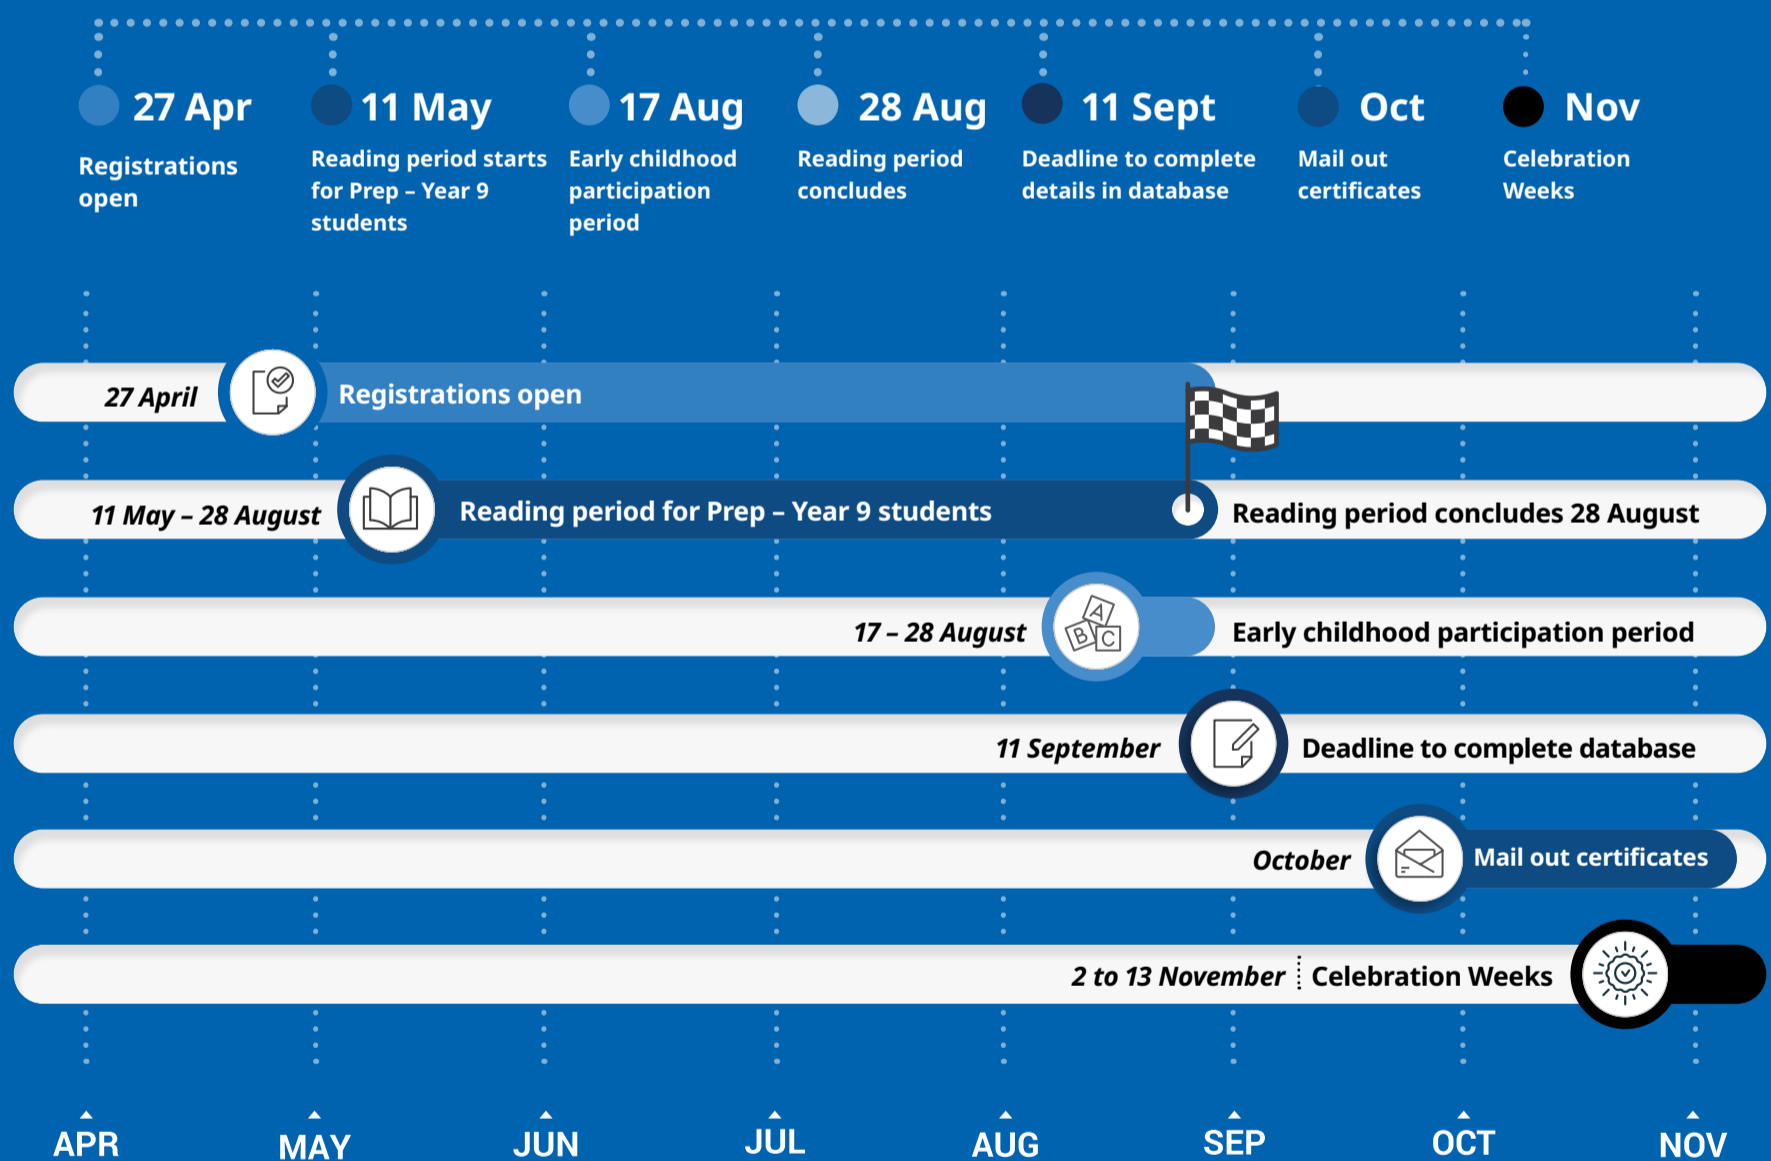 27 Apr
Registrations
open
11 May
Reading period starts
for Prep – Year 9
students
17 Aug
Early childhood
participation
period
28 Aug
Reading period
concludes
11 Sept
Deadline to complete
details in database
Oct
Mail out
certificates
Nov
Celebration
Weeks
27 April
Registrations open
11 May – 28 August
Reading period for Prep – Year 9 students
Reading period concludes 28 August
17 – 28 August
A
B
C
Early childhood participation period
11 September
Deadline to complete database
October
Mail out certificates
2 to 13 November
Celebration Weeks
APR
MAY
JUN
JUL
AUG
SEP
OCT
NOV